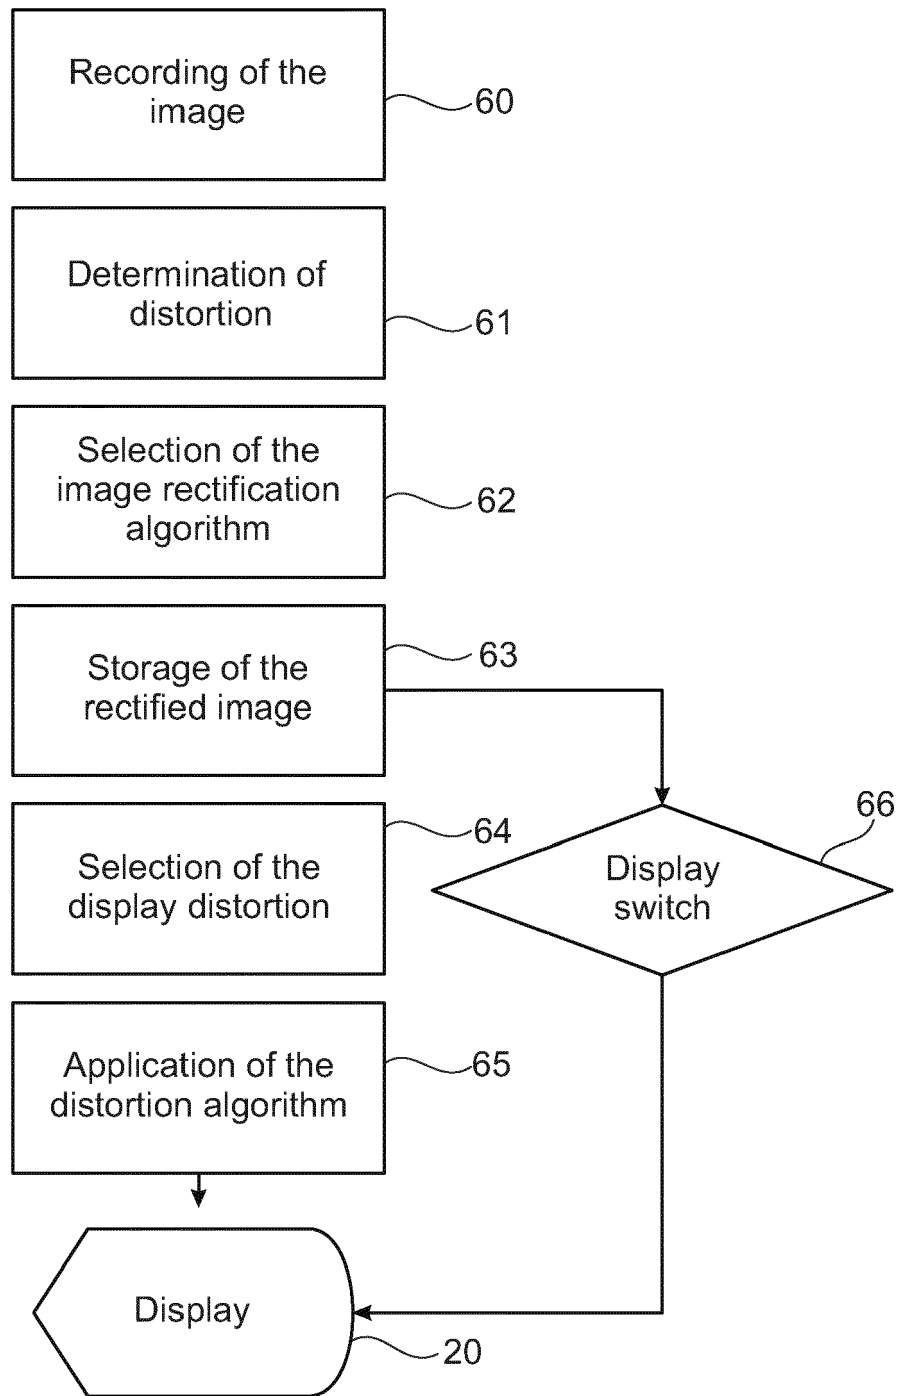 Recording of the
image
60
Determination of
distortion
61
Selection of the
image rectification
algorithm
62
Storage of the
rectified image
63
Selection of the
display distortion
64
Display
switch
66
Application of the
distortion algorithm
65
Display
20